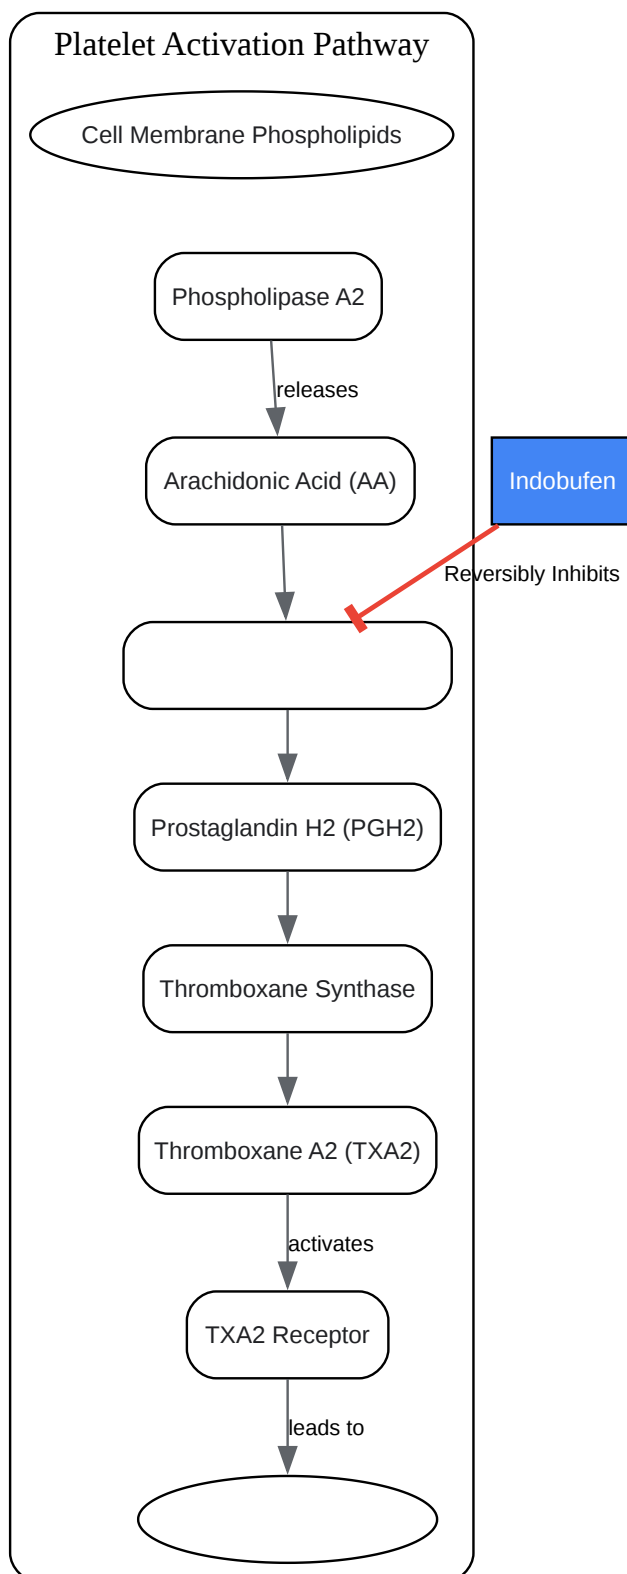 Platelet Activation Pathway
Cell Membrane Phospholipids
Phospholipase A2
releases
Arachidonic Acid (AA)
Indobufen
Reversibly Inhibits
Prostaglandin H2 (PGH2)
Thromboxane Synthase
Thromboxane A2 (TXA2)
activates
TXA2 Receptor
leads to